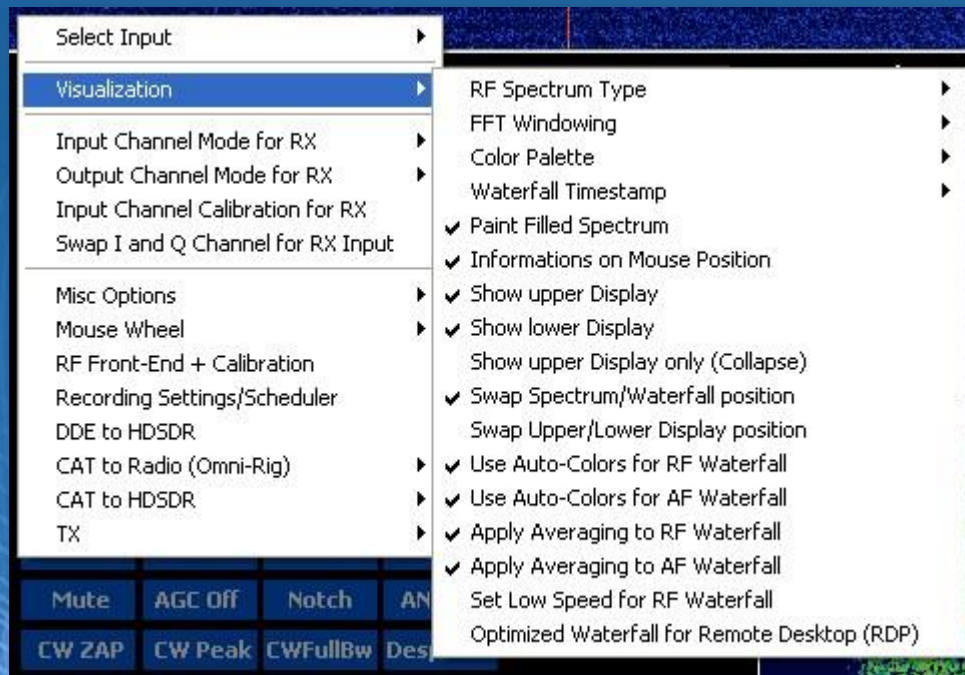 Select Input
Visualization
Input Channel Mode for RX
Output Channel Mode for RX
Input Channel Calibration for RX
Swap I and Q Channel for RX Input
Misc Options
Mouse Wheel
RF Front-End + Calibration
Recording Settings/Scheduler
DDE to HDSDR
CAT to Radio (Omni-Rig)
CAT to HDSDR
TX
RF Spectrum Type
FFT Windowing
Color Palette
Waterfall Timestamp
Paint Filled Spectrum
Informations on Mouse Position
Show upper Display
Show lower Display
Show upper Display only (Collapse)
Swap Spectrum/Waterfall position
Swap Upper/Lower Display position
Use Auto-Colors for RF Waterfall
Use Auto-Colors for AF Waterfall
Apply Averaging to RF Waterfall
Apply Averaging to AF Waterfall
Set Low Speed for RF Waterfall
Optimized Waterfall for Remote Desktop (RDP)
Mute AGC Off Notch AN
CW ZAP CW Peak CWFullBw